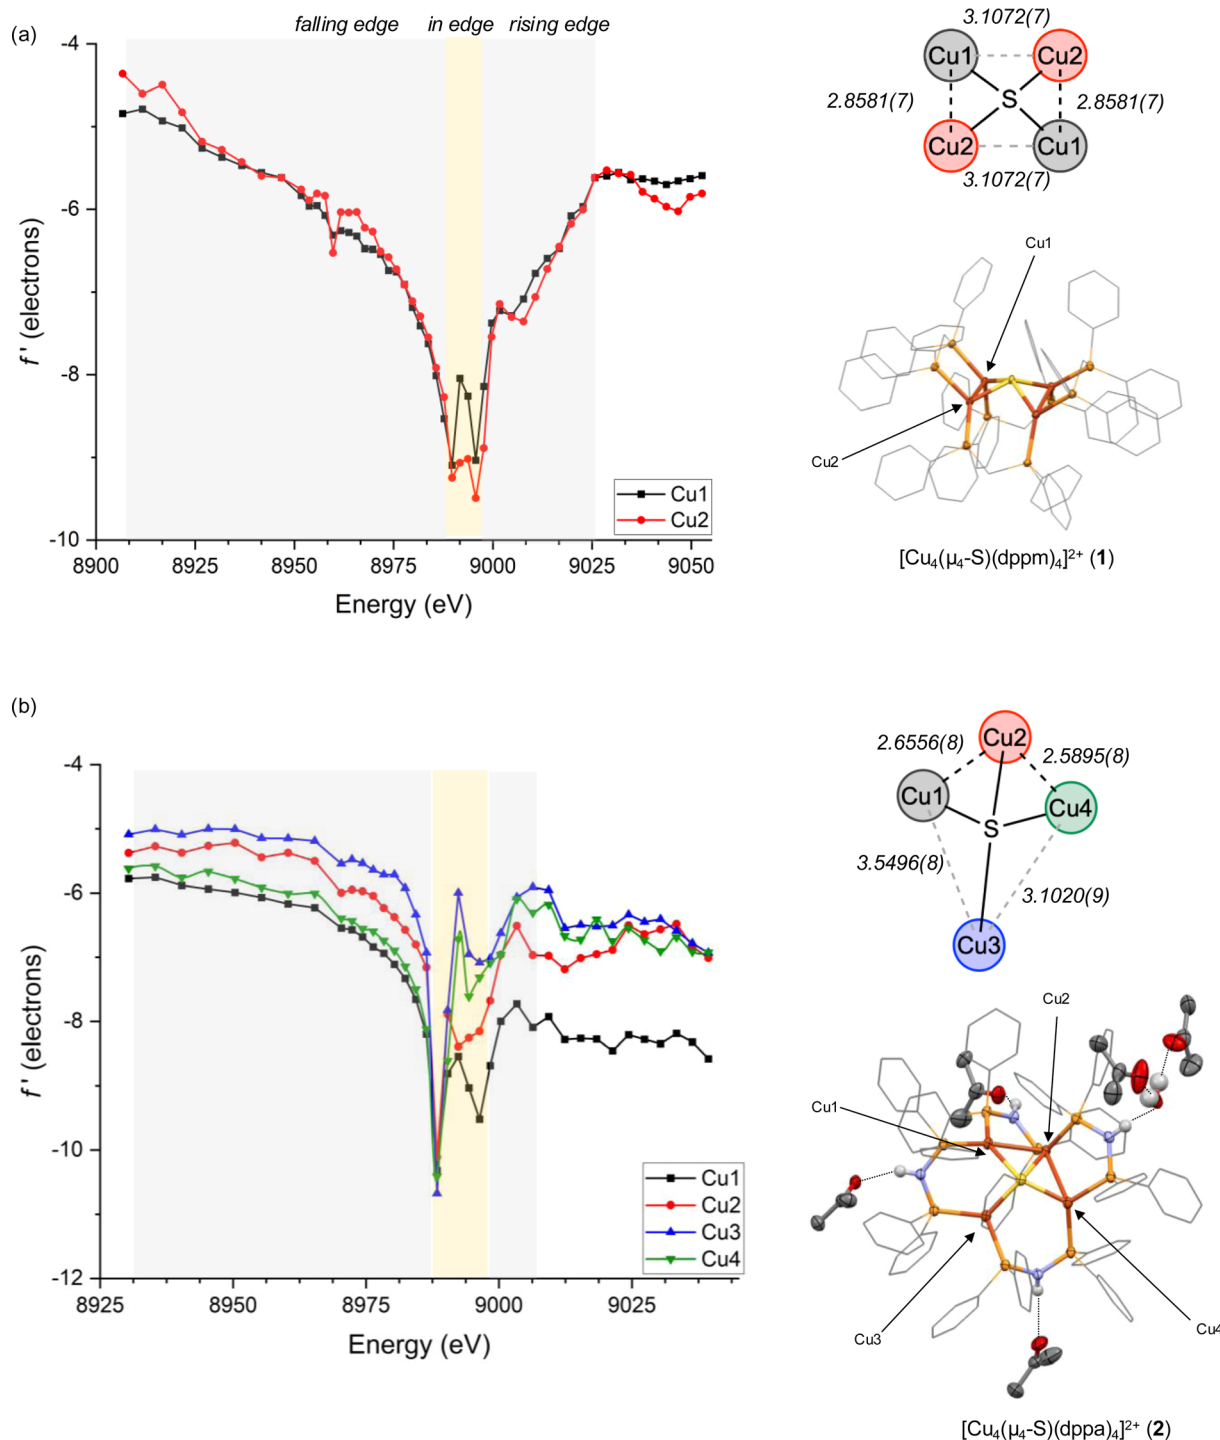 (a)
falling edge in edge rising edge
-4
-6
-8
-10
f ' (electrons)
8900 8925 8950 8975 9000 9025 9050
Energy (eV)
Cu1
Cu2
3.1072(7)
Cu1 Cu2
2.8581(7) S 2.8581(7)
Cu2 Cu1
3.1072(7)
Cu1
Cu2
[Cu₄(μ₄-S)(dppm)₄]²⁺ (1)
(b)
-4
-6
-8
-10
-12
f ' (electrons)
8925 8950 8975 9000 9025
Energy (eV)
Cu1
Cu2
Cu3
Cu4
Cu2
2.6556(8) 2.5895(8)
Cu1 Cu4
S
3.5496(8) 3.1020(9)
Cu3
Cu2
Cu1
Cu3
Cu4
[Cu₄(μ₄-S)(dppa)₄]²⁺ (2)